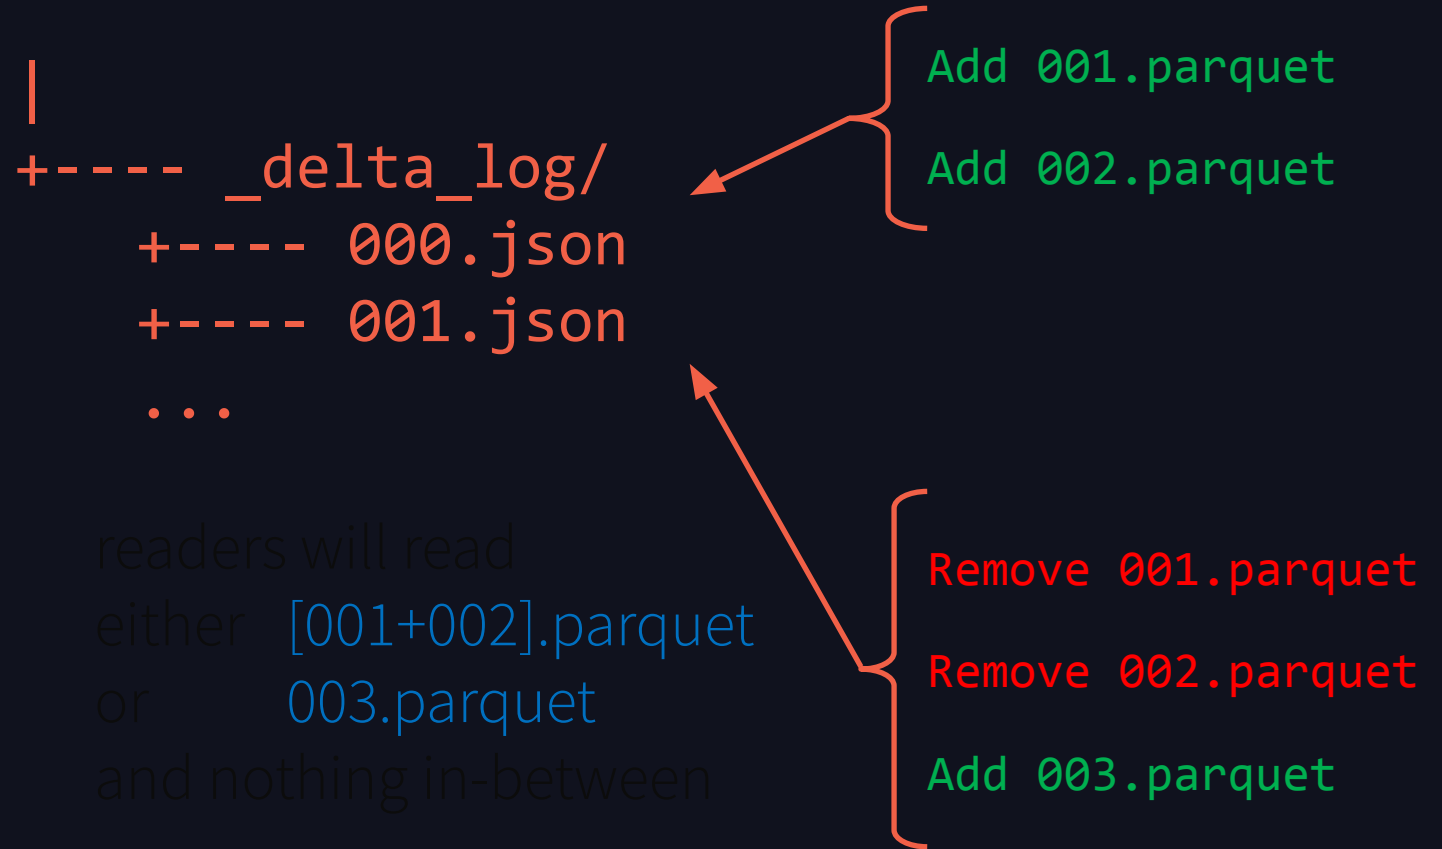 |
+---- _delta_log/
+---- 000.json
+---- 001.json
...
Add 001.parquet
Add 002.parquet
readers will read
either [001+002].parquet
or 003.parquet
and nothing in-between
Remove 001.parquet
Remove 002.parquet
Add 003.parquet